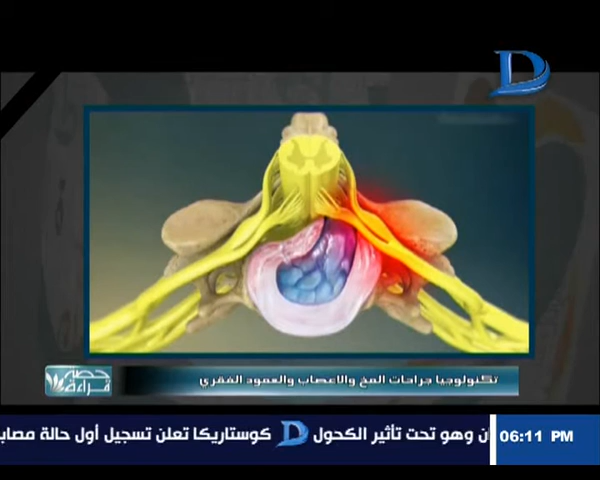 تكنولوجيا جراحات المخ والاعصاب والعمود الفقري
حصة
قراءة
ن وهو تحت تأثير الكحول
كوستاريكا تعلن تسجيل أول حالة مصاب
06:11 PM